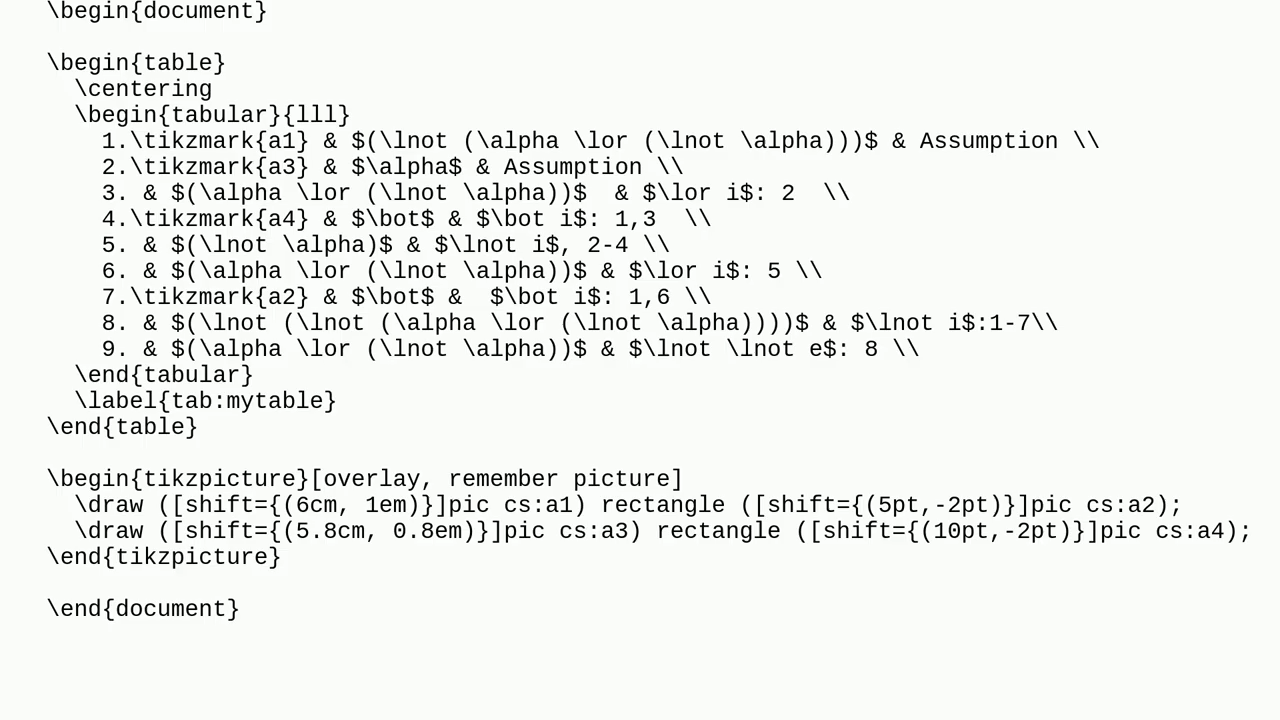 \begin{document}
\begin{table}
\centering
\begin{tabular}{lll}
1.\tikzmark{a1} & $(\lnot (\alpha \lor (\lnot \alpha)))$ & Assumption \\
2.\tikzmark{a3} & $\alpha$ & Assumption \\
3. & $(\alpha \lor (\lnot \alpha))$  & $\lor i$: 2  \\
4.\tikzmark{a4} & $\bot$ & $\bot i$: 1,3  \\
5. & $(\lnot \alpha)$ & $\lnot i$, 2-4 \\
6. & $(\alpha \lor (\lnot \alpha))$ & $\lor i$: 5 \\
7.\tikzmark{a2} & $\bot$ &  $\bot i$: 1,6 \\
8. & $(\lnot (\lnot (\alpha \lor (\lnot \alpha))))$ & $\lnot i$:1-7\\
9. & $(\alpha \lor (\lnot \alpha))$ & $\lnot \lnot e$: 8 \\
\end{tabular}
\label{tab:mytable}
\end{table}
\begin{tikzpicture}[overlay, remember picture]
\draw ([shift={(6cm, 1em)}]pic cs:a1) rectangle ([shift={(5pt,-2pt)}]pic cs:a2);
\draw ([shift={(5.8cm, 0.8em)}]pic cs:a3) rectangle ([shift={(10pt,-2pt)}]pic cs:a4);
\end{tikzpicture}
\end{document}